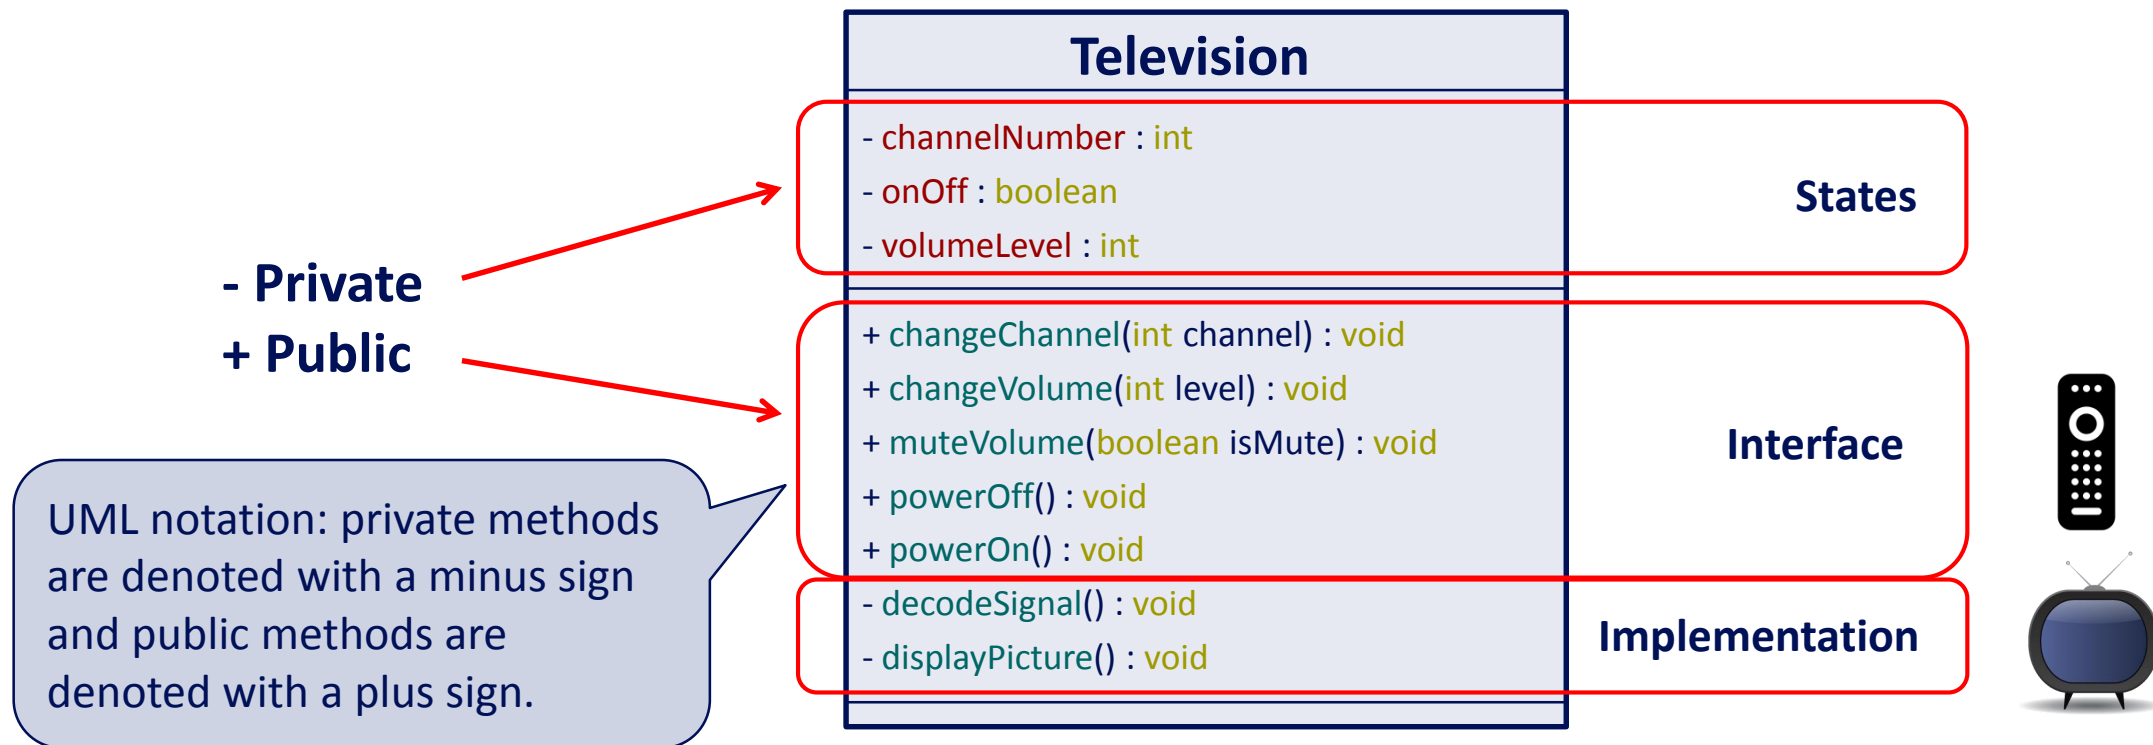 Television
- channelNumber : int
- onOff : boolean
- volumeLevel : int
States
- Private
+ Public
+ changeChannel(int channel) : void
+ changeVolume(int level) : void
+ muteVolume(boolean isMute) : void
+ powerOff() : void
+ powerOn() : void
Interface
- decodeSignal() : void
- displayPicture() : void
Implementation
UML notation: private methods
are denoted with a minus sign
and public methods are
denoted with a plus sign.